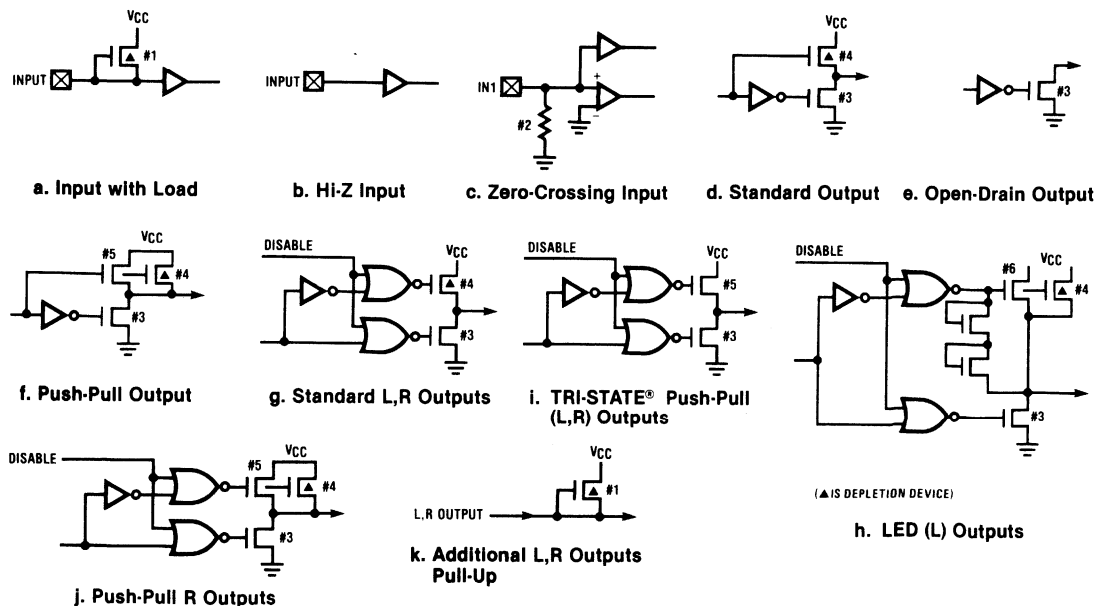 VCC
#1
INPUT
a. Input with Load
INPUT
b. Hi-Z Input
IN1
+
−
#2
c. Zero-Crossing Input
VCC
#4
#3
d. Standard Output
#3
e. Open-Drain Output
VCC
#5
#4
#3
f. Push-Pull Output
DISABLE
VCC
#4
#3
g. Standard L,R Outputs
DISABLE
VCC
#5
#3
i. TRI-STATE® Push-Pull
(L,R) Outputs
DISABLE
#6
VCC
#4
#3
(▲IS DEPLETION DEVICE)
h. LED (L) Outputs
DISABLE
VCC
#5
#4
#3
j. Push-Pull R Outputs
VCC
#1
L,R OUTPUT
k. Additional L,R Outputs
Pull-Up